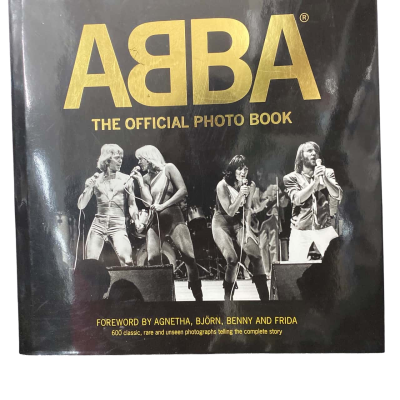 ABBA®
THE OFFICIAL PHOTO BOOK
FOREWORD BY AGNETHA, BJÖRN, BENNY AND FRIDA
600 classic, rare and unseen photographs telling the complete story